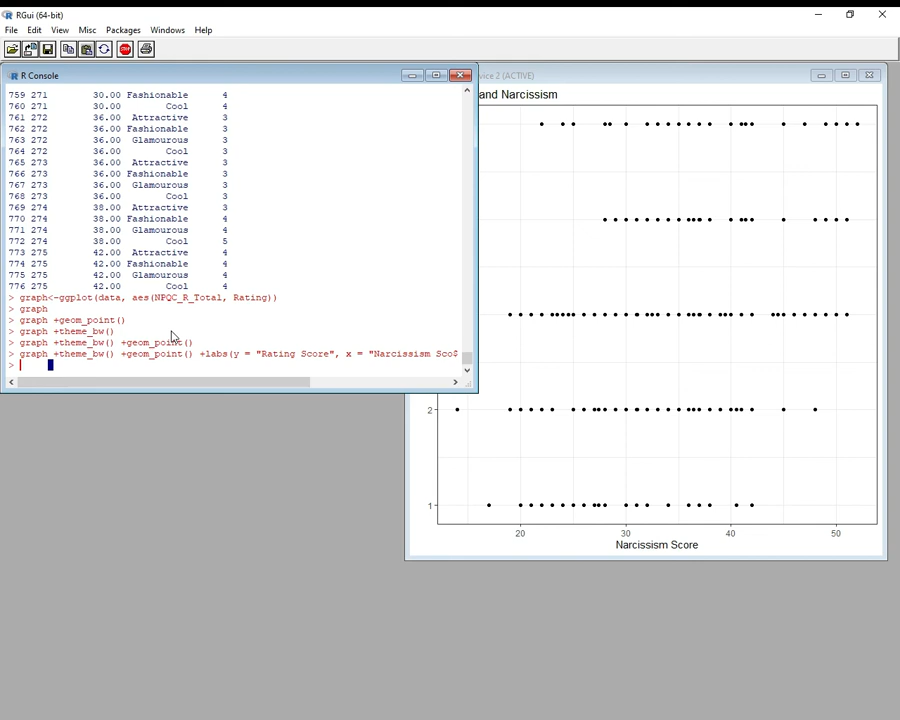 RGui (64-bit)
File Edit View Misc Packages Windows Help
R Console
759 271 30.00 Fashionable 4
760 271 30.00 Cool 4
761 272 36.00 Attractive 3
762 272 36.00 Fashionable 3
763 272 36.00 Glamourous 3
764 272 36.00 Cool 3
765 273 36.00 Attractive 3
766 273 36.00 Fashionable 3
767 273 36.00 Glamourous 3
768 273 36.00 Cool 3
769 274 38.00 Attractive 3
770 274 38.00 Fashionable 4
771 274 38.00 Glamourous 4
772 274 38.00 Cool 5
773 275 42.00 Attractive 4
774 275 42.00 Fashionable 4
775 275 42.00 Glamourous 4
776 275 42.00 Cool 4
> graph<-ggplot(data, aes(NPQC_R_Total, Rating))
> graph
> graph +geom_point()
> graph +theme_bw()
> graph +theme_bw() +geom_point()
> graph +theme_bw() +geom_point() +labs(y = "Rating Score", x = "Narcissism Sco$
>
vice 2 (ACTIVE)
and Narcissism
2
1
20 30 40 50
Narcissism Score